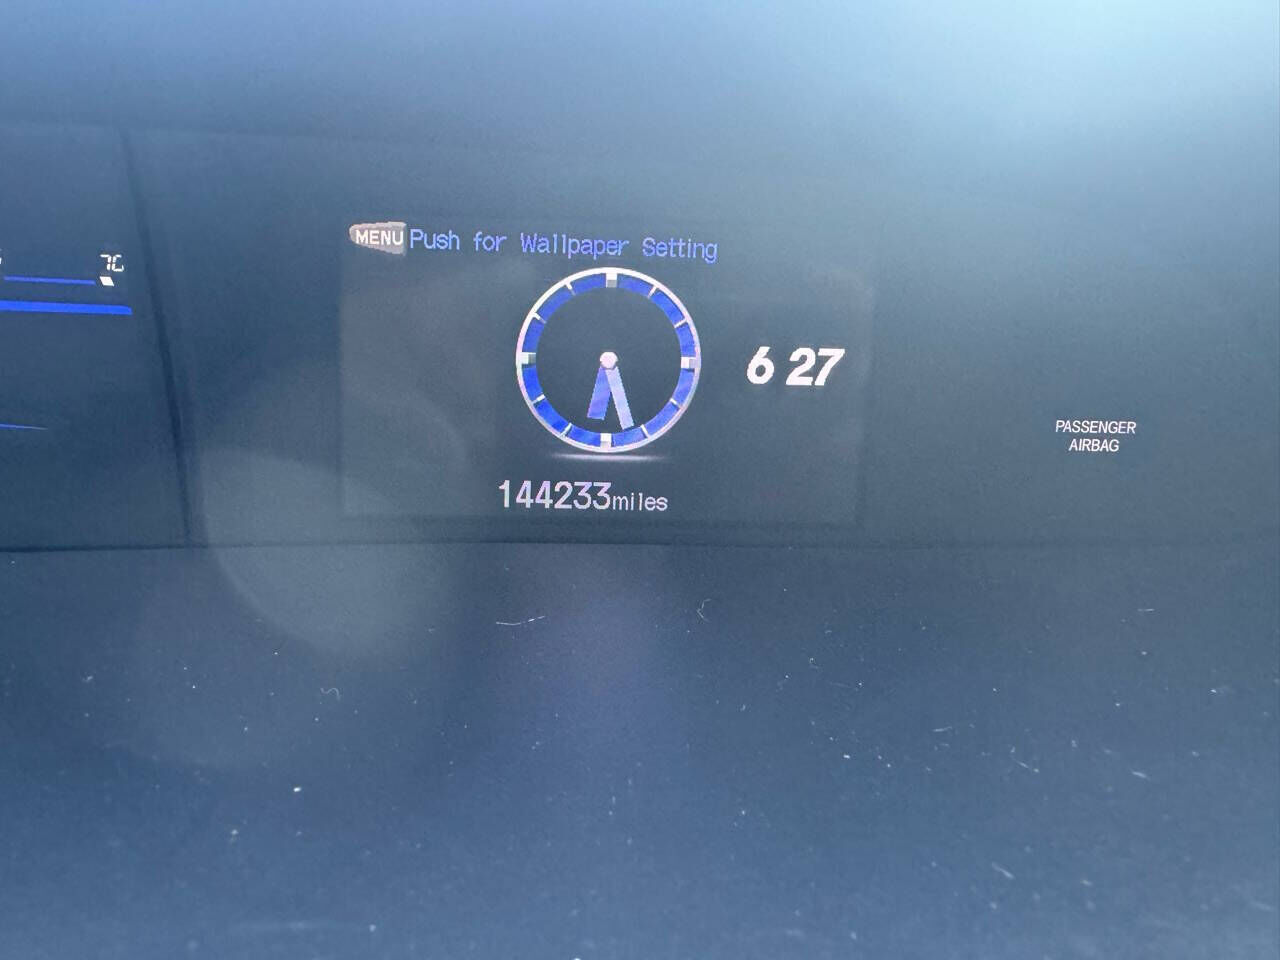 MENU Push for Wallpaper Setting
6 27
144233miles
PASSENGER
AIRBAG